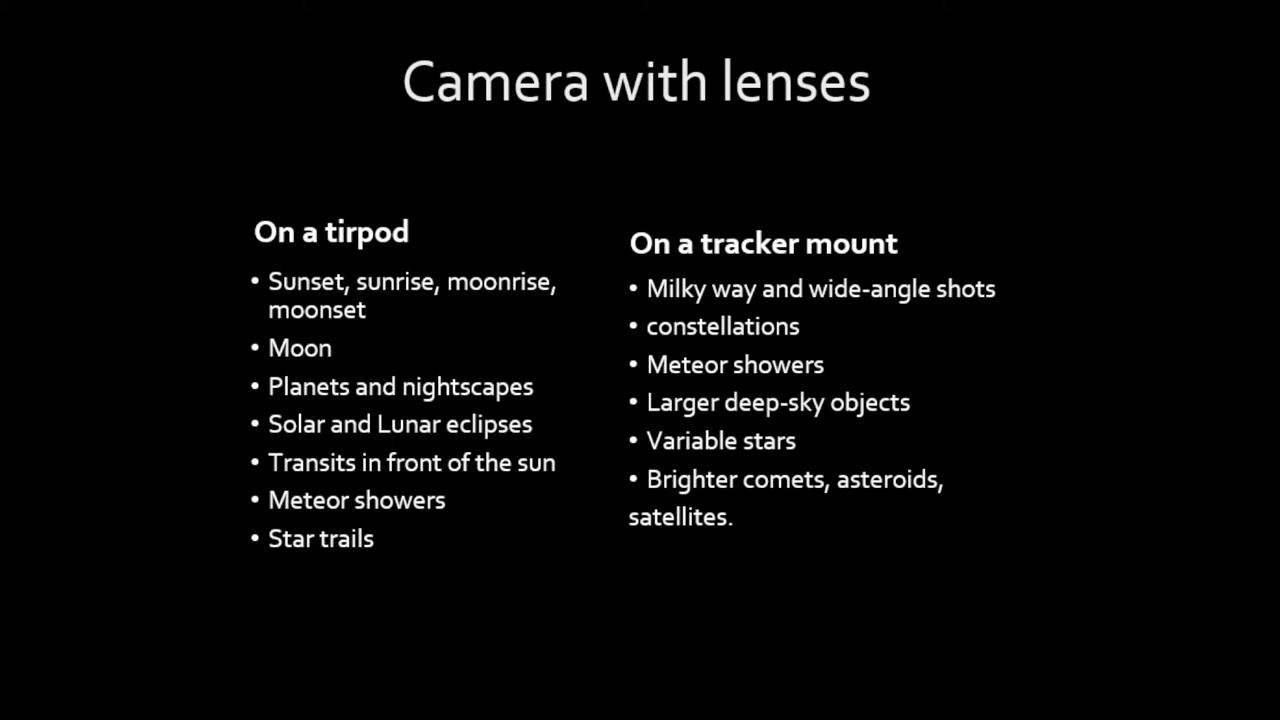 Camera with lenses
On a tirpod
• Sunset, sunrise, moonrise,
moonset
• Moon
• Planets and nightscapes
• Solar and Lunar eclipses
• Transits in front of the sun
• Meteor showers
• Star trails
On a tracker mount
• Milky way and wide-angle shots
• constellations
• Meteor showers
• Larger deep-sky objects
• Variable stars
• Brighter comets, asteroids,
satellites.